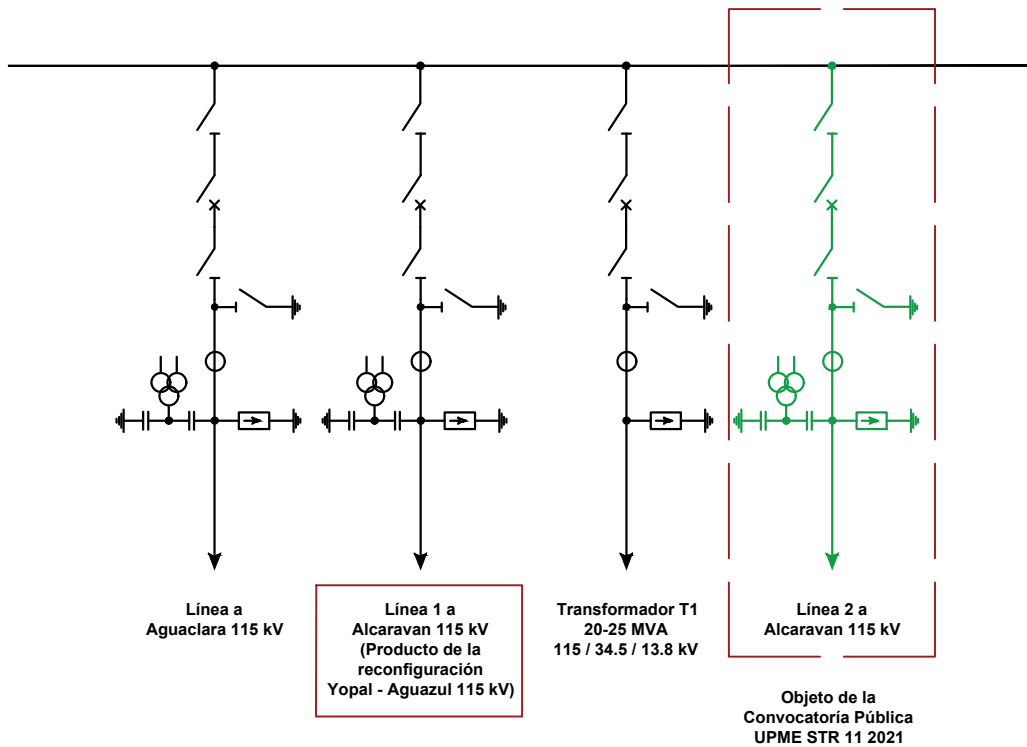 Línea a
Aguaclara 115 kV
Línea 1 a
Alcaravan 115 kV
(Producto de la
reconfiguración
Yopal - Aguazul 115 kV)
Transformador T1
20-25 MVA
115 / 34.5 / 13.8 kV
Línea 2 a
Alcaravan 115 kV
Objeto de la
Convocatoría Pública
UPME STR 11 2021